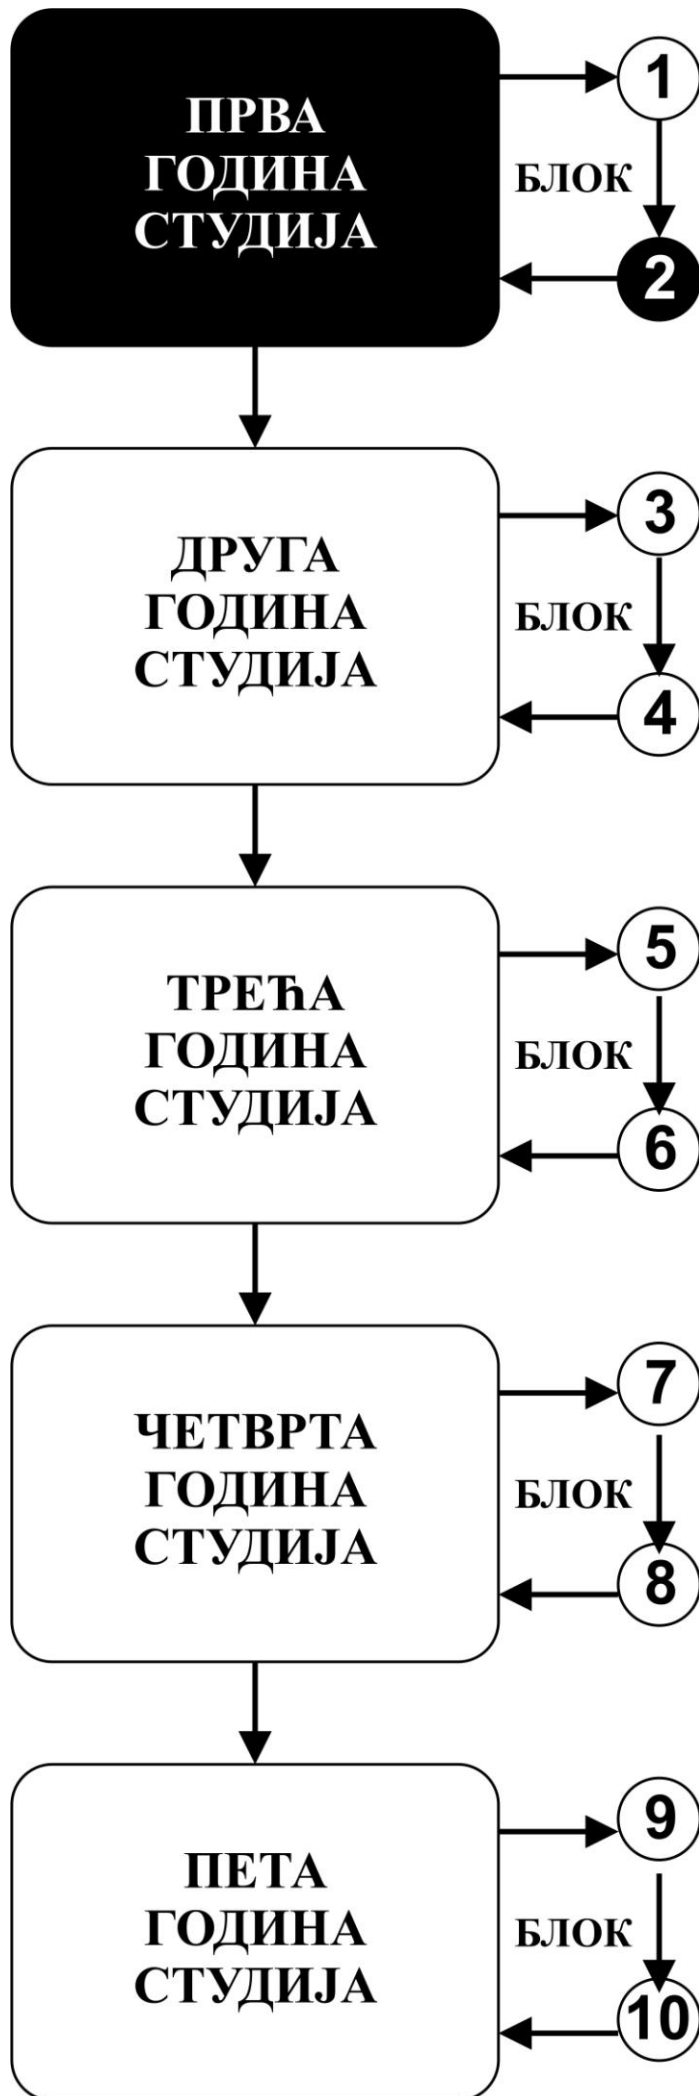 ПРВА
ГОДИНА
СТУДИЈА
1
БЛОК
2
ДРУГА
ГОДИНА
СТУДИЈА
3
БЛОК
4
ТРЕЋА
ГОДИНА
СТУДИЈА
5
БЛОК
6
ЧЕТВРТА
ГОДИНА
СТУДИЈА
7
БЛОК
8
ПЕТА
ГОДИНА
СТУДИЈА
9
БЛОК
10